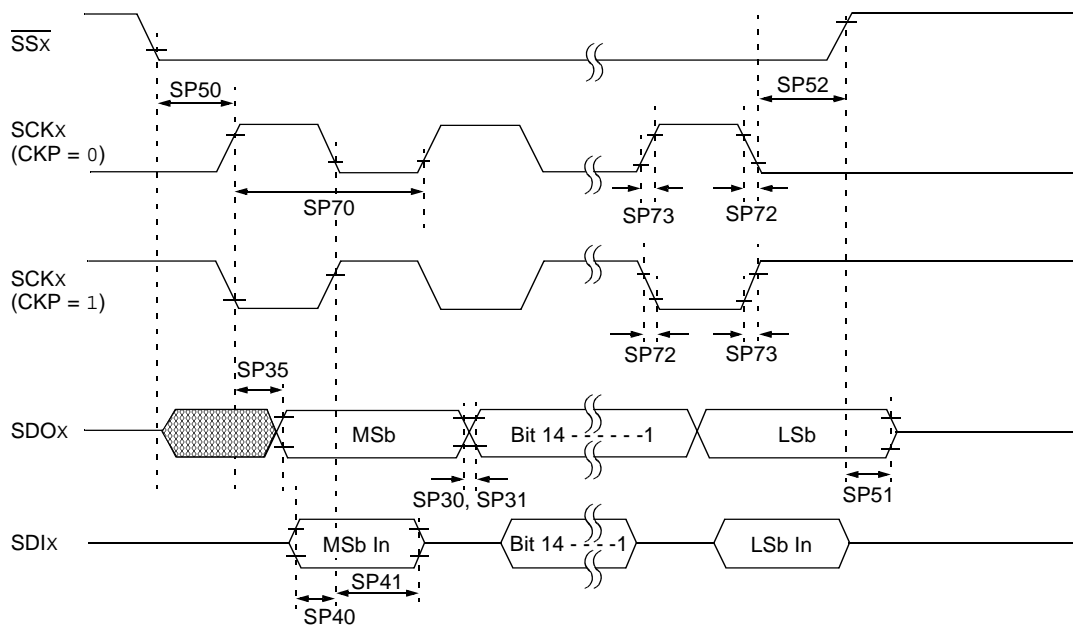 SSX
SP50
SP52
SCKX
(CKP = 0)
SP70
SP73
SP72
SCKX
(CKP = 1)
SP35
SP72
SP73
SDOX
MSb
Bit 14 - - - - - -1
LSb
SP30, SP31
SP51
SDIX
MSb In
Bit 14 - - - -1
LSb In
SP41
SP40